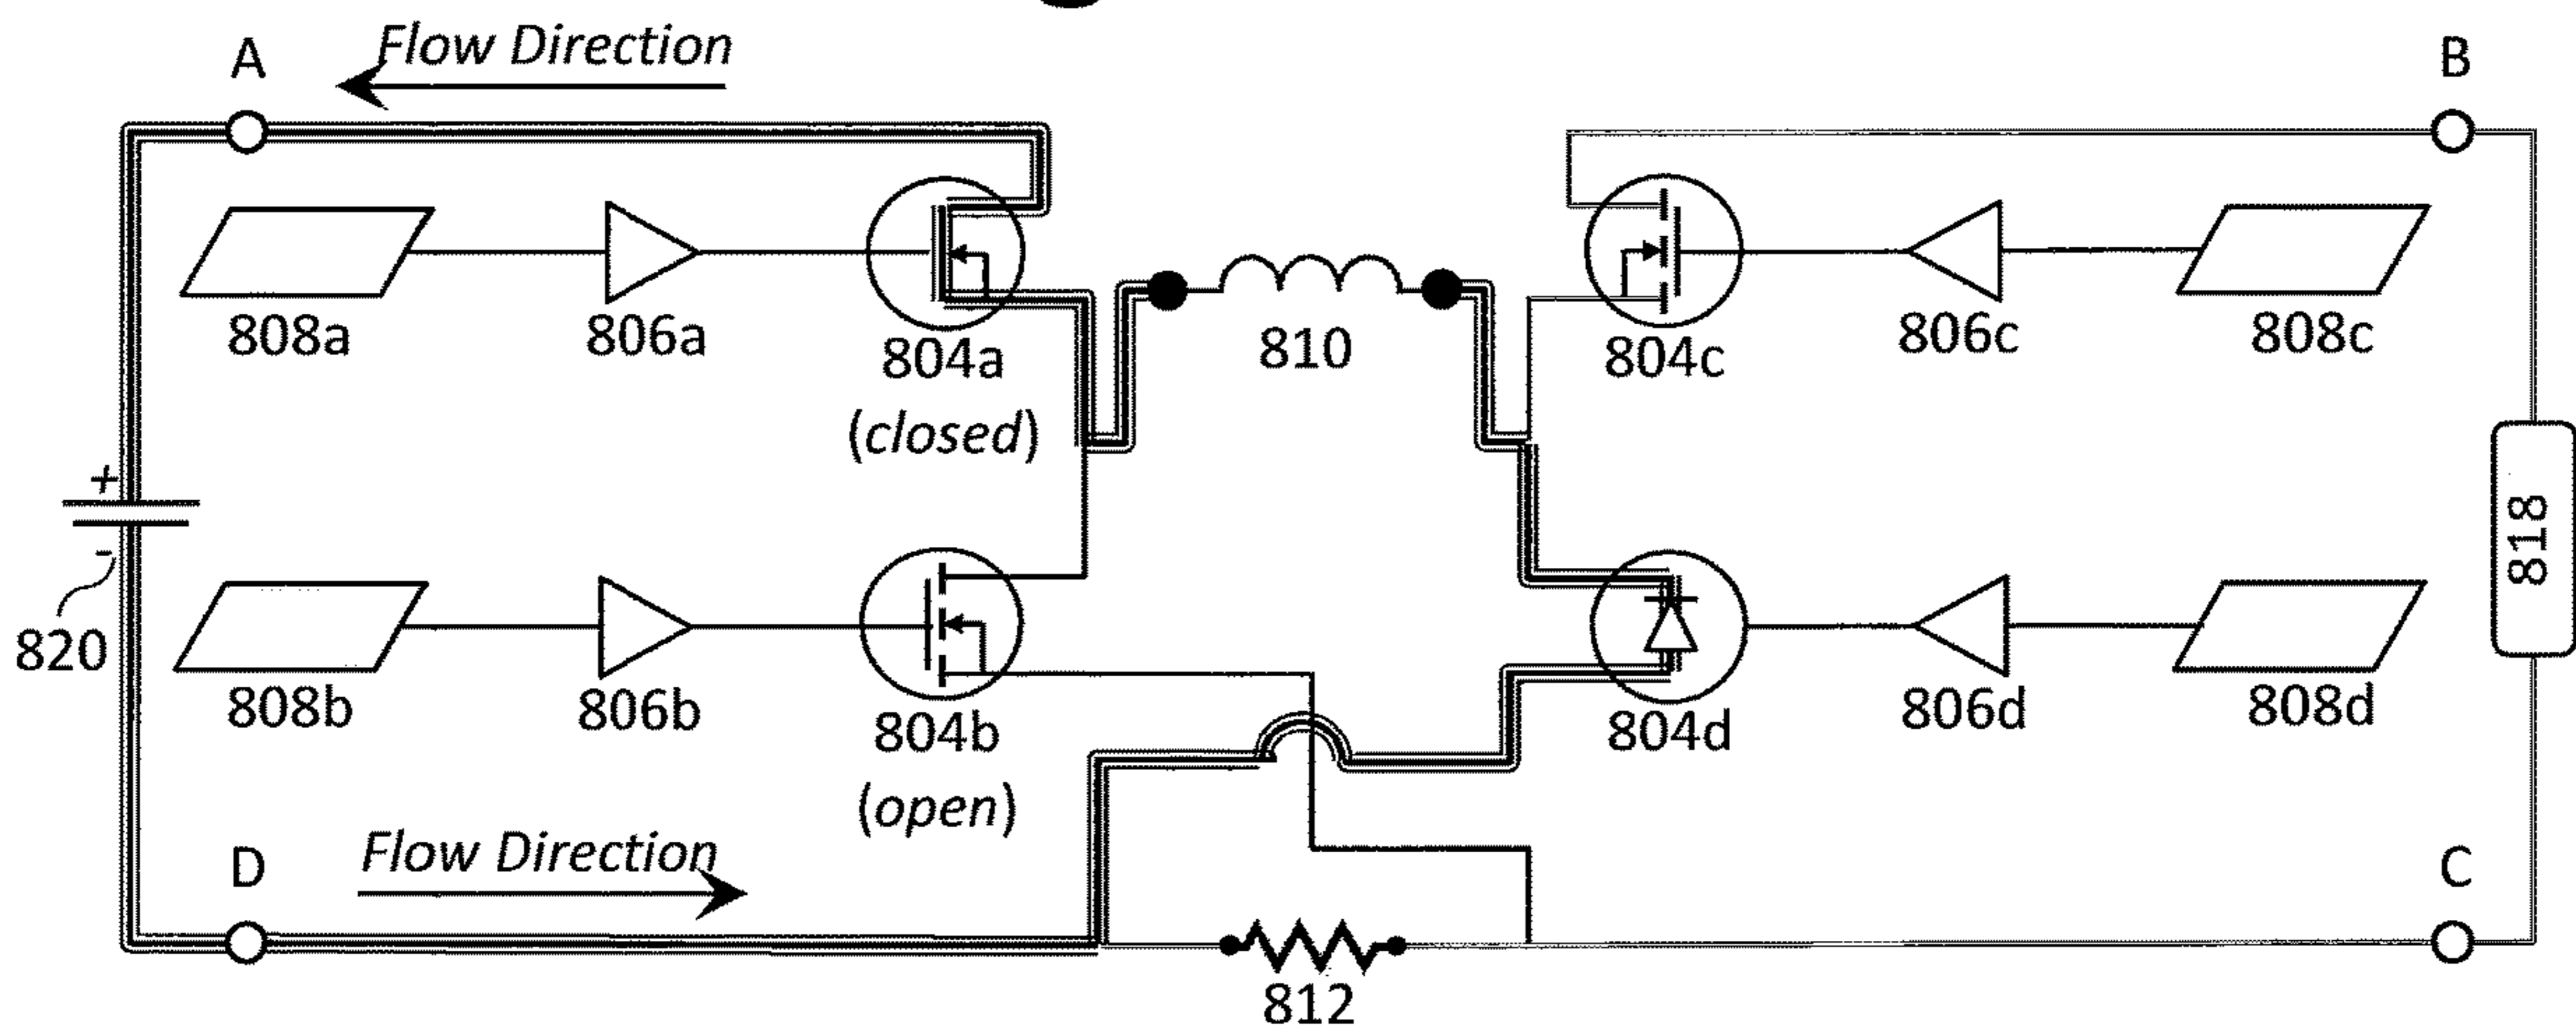 A
Flow Direction
B
808a
806a
804a
(closed)
810
804c
806c
808c
+
-
820
818
808b
806b
804b
(open)
804d
806d
808d
D
Flow Direction
C
812